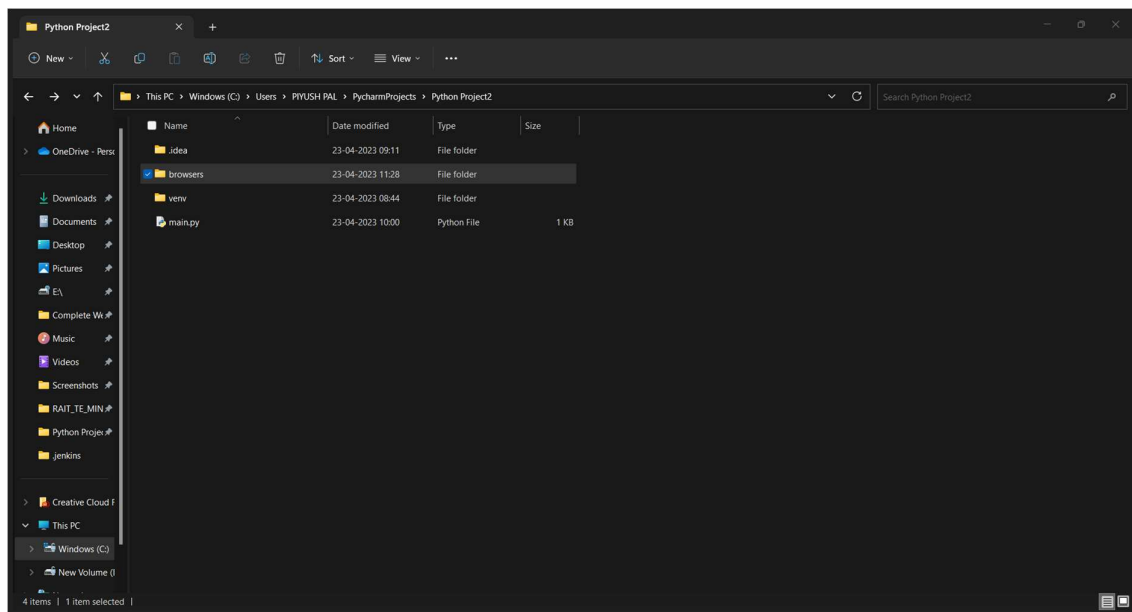 Python Project2
New
Sort
View
This PC > Windows (C:) > Users > PIYUSH PAL > PycharmProjects > Python Project2
Search Python Project2
Name Date modified Type Size
.idea 23-04-2023 09:11 File folder
browsers 23-04-2023 11:28 File folder
venv 23-04-2023 08:44 File folder
main.py 23-04-2023 10:00 Python File 1 KB
Home
OneDrive - Perso
Downloads
Documents
Desktop
Pictures
E:\
Complete We
Music
Videos
Screenshots
RAIT_TE_MIN
Python Projec
.jenkins
Creative Cloud F
This PC
Windows (C:)
New Volume (
4 items | 1 item selected |